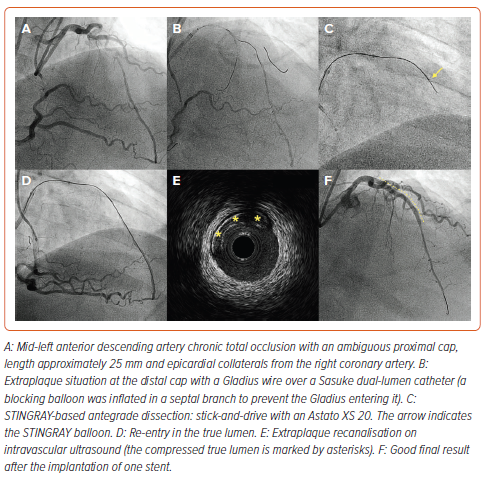 A
B
C
D
E
F
* * *
A: Mid-left anterior descending artery chronic total occlusion with an ambiguous proximal cap,
length approximately 25 mm and epicardial collaterals from the right coronary artery. B:
Extraplaque situation at the distal cap with a Gladius wire over a Sasuke dual-lumen catheter (a
blocking balloon was inflated in a septal branch to prevent the Gladius entering it). C:
STINGRAY-based antegrade dissection: stick-and-drive with an Astato XS 20. The arrow indicates
the STINGRAY balloon. D: Re-entry in the true lumen. E: Extraplaque recanalisation on
intravascular ultrasound (the compressed true lumen is marked by asterisks). F: Good final result
after the implantation of one stent.